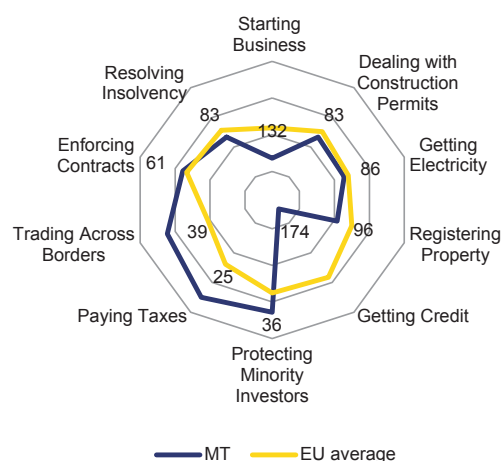 Starting
Business
Dealing with
Construction
Permits
Getting
Electricity
Registering
Property
Getting Credit
Protecting
Minority
Investors
Paying Taxes
Trading Across
Borders
Enforcing
Contracts
Resolving
Insolvency
132
83
86
96
174
36
25
39
61
83
MT
EU average